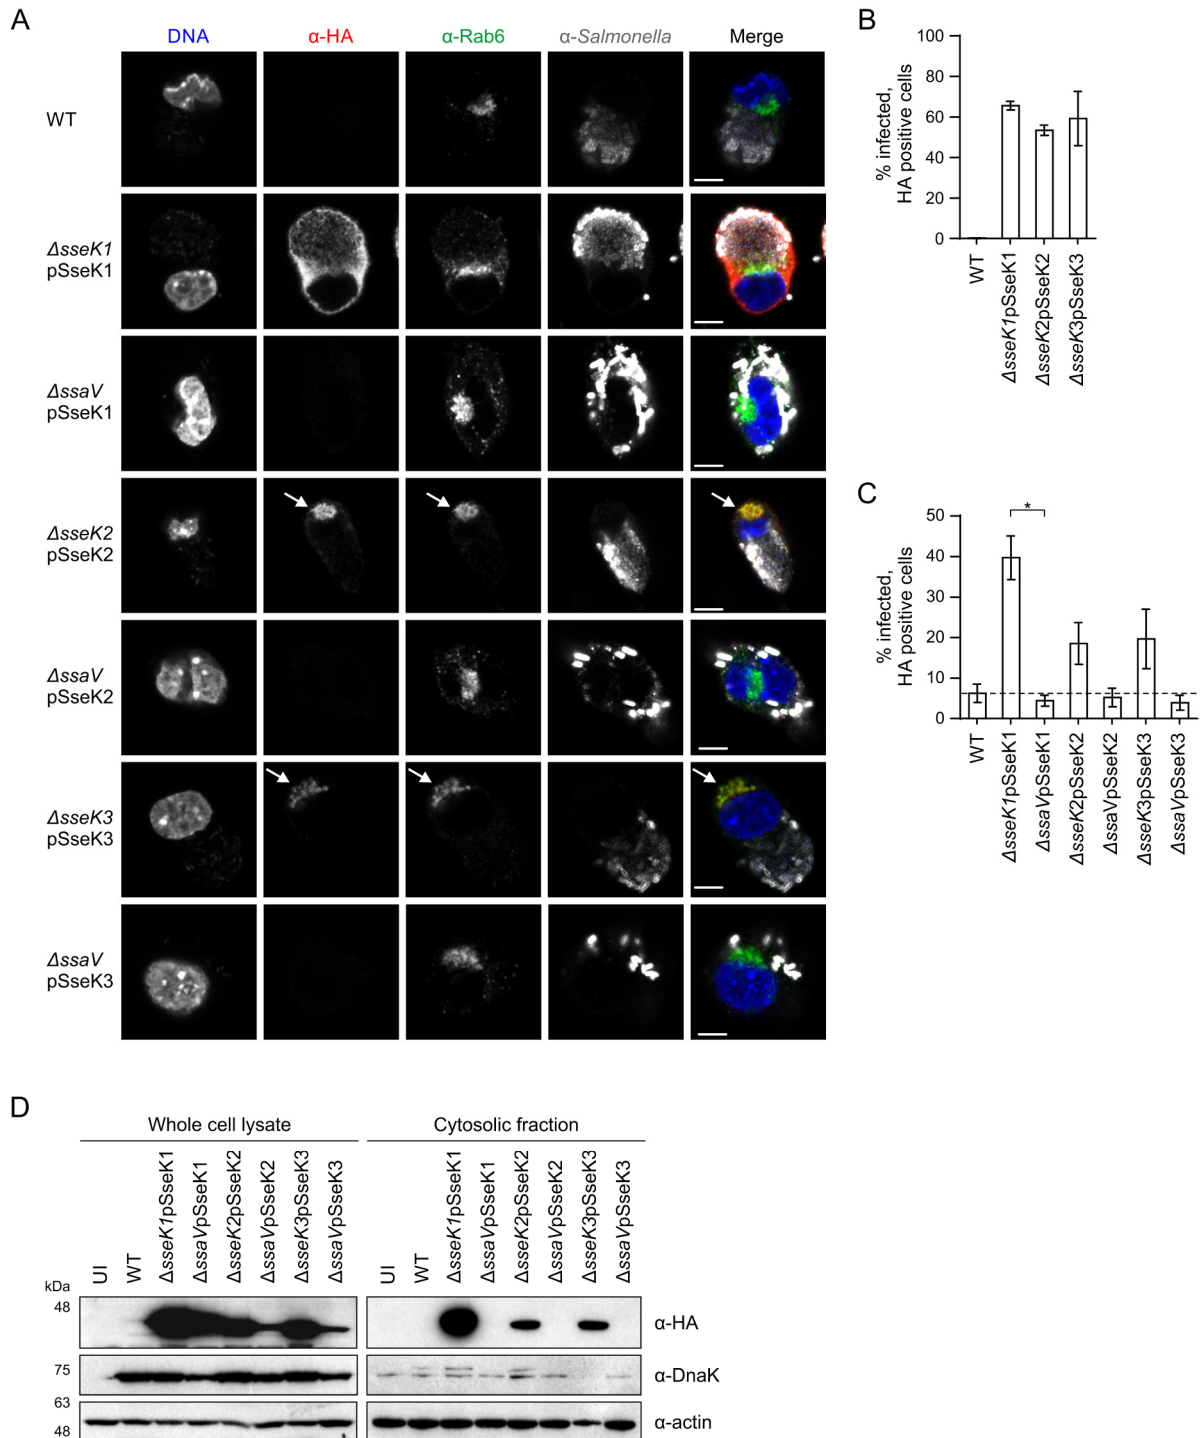 A
DNA
α-HA
α-Rab6
α-Salmonella
Merge
WT
ΔsseK1
pSseK1
ΔssaV
pSseK1
ΔsseK2
pSseK2
ΔssaV
pSseK2
ΔsseK3
pSseK3
ΔssaV
pSseK3
B
% infected,
HA positive cells
100
80
60
40
20
0
WT
ΔsseK1pSseK1
ΔsseK2pSseK2
ΔsseK3pSseK3
C
% infected,
HA positive cells
50
40
30
20
10
0
*
WT
ΔsseK1pSseK1
ΔssaVpSseK1
ΔsseK2pSseK2
ΔssaVpSseK2
ΔsseK3pSseK3
ΔssaVpSseK3
D
Whole cell lysate
Cytosolic fraction
UI
WT
ΔsseK1pSseK1
ΔssaVpSseK1
ΔsseK2pSseK2
ΔssaVpSseK2
ΔsseK3pSseK3
ΔssaVpSseK3
UI
WT
ΔsseK1pSseK1
ΔssaVpSseK1
ΔsseK2pSseK2
ΔssaVpSseK2
ΔsseK3pSseK3
ΔssaVpSseK3
kDa
48
α-HA
75
α-DnaK
63
48
α-actin